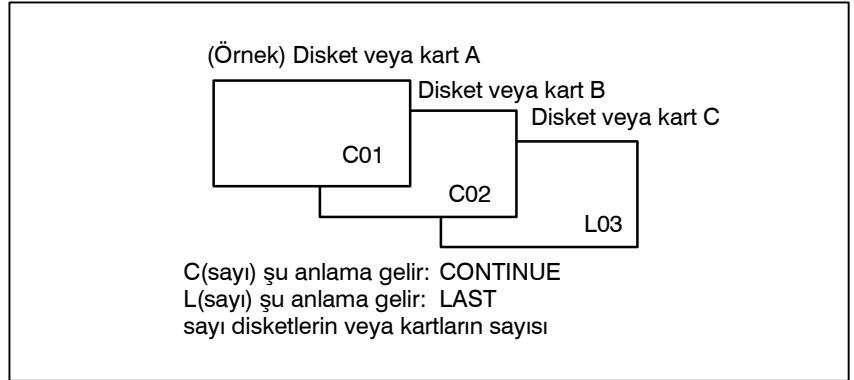 (Örnek) Disket veya kart A
Disket veya kart B
Disket veya kart C
C01
C02
L03
C(sayı) şu anlama gelir: CONTINUE
L(sayı) şu anlama gelir: LAST
sayı disketlerin veya kartların sayısı